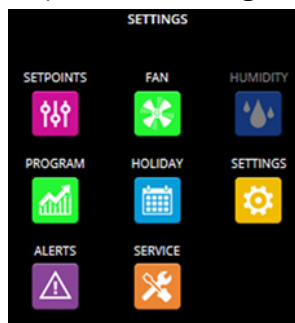 SETTINGS
SETPOINTS FAN HUMIDITY
PROGRAM HOLIDAY SETTINGS
ALERTS SERVICE